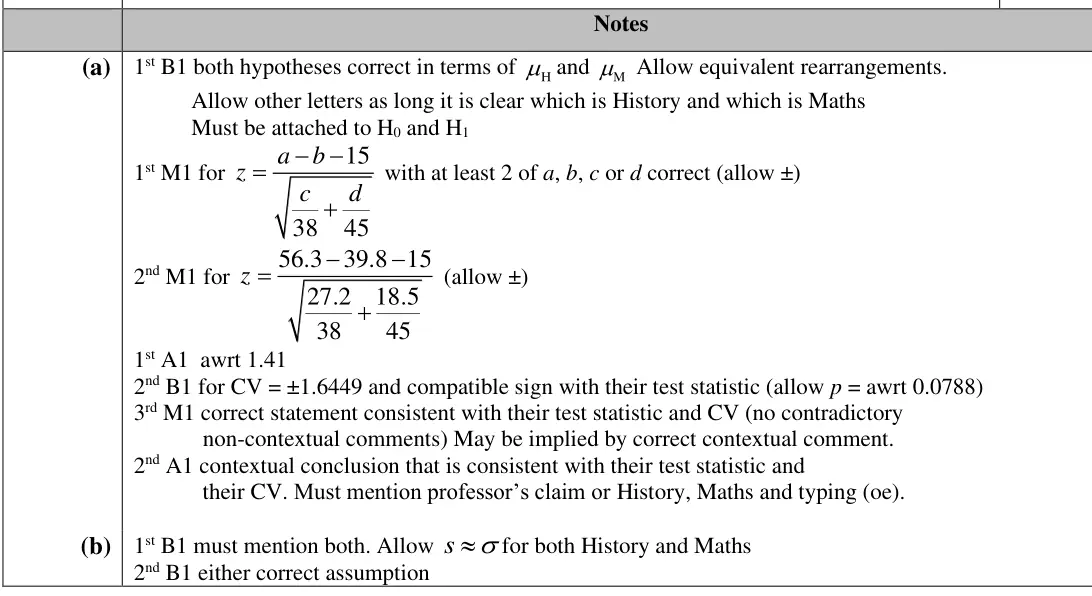 Notes
(a) 1st B1 both hypotheses correct in terms of μH and μM Allow equivalent rearrangements.
Allow other letters as long it is clear which is History and which is Maths
Must be attached to H0 and H1
1st M1 for z = (a − b − 15) / √(c/38 + d/45) with at least 2 of a, b, c or d correct (allow ±)
2nd M1 for z = (56.3 − 39.8 − 15) / √(27.2/38 + 18.5/45) (allow ±)
1st A1 awrt 1.41
2nd B1 for CV = ±1.6449 and compatible sign with their test statistic (allow p = awrt 0.0788)
3rd M1 correct statement consistent with their test statistic and CV (no contradictory
non-contextual comments) May be implied by correct contextual comment.
2nd A1 contextual conclusion that is consistent with their test statistic and
their CV. Must mention professor’s claim or History, Maths and typing (oe).
(b) 1st B1 must mention both. Allow s ≈ σ for both History and Maths
2nd B1 either correct assumption